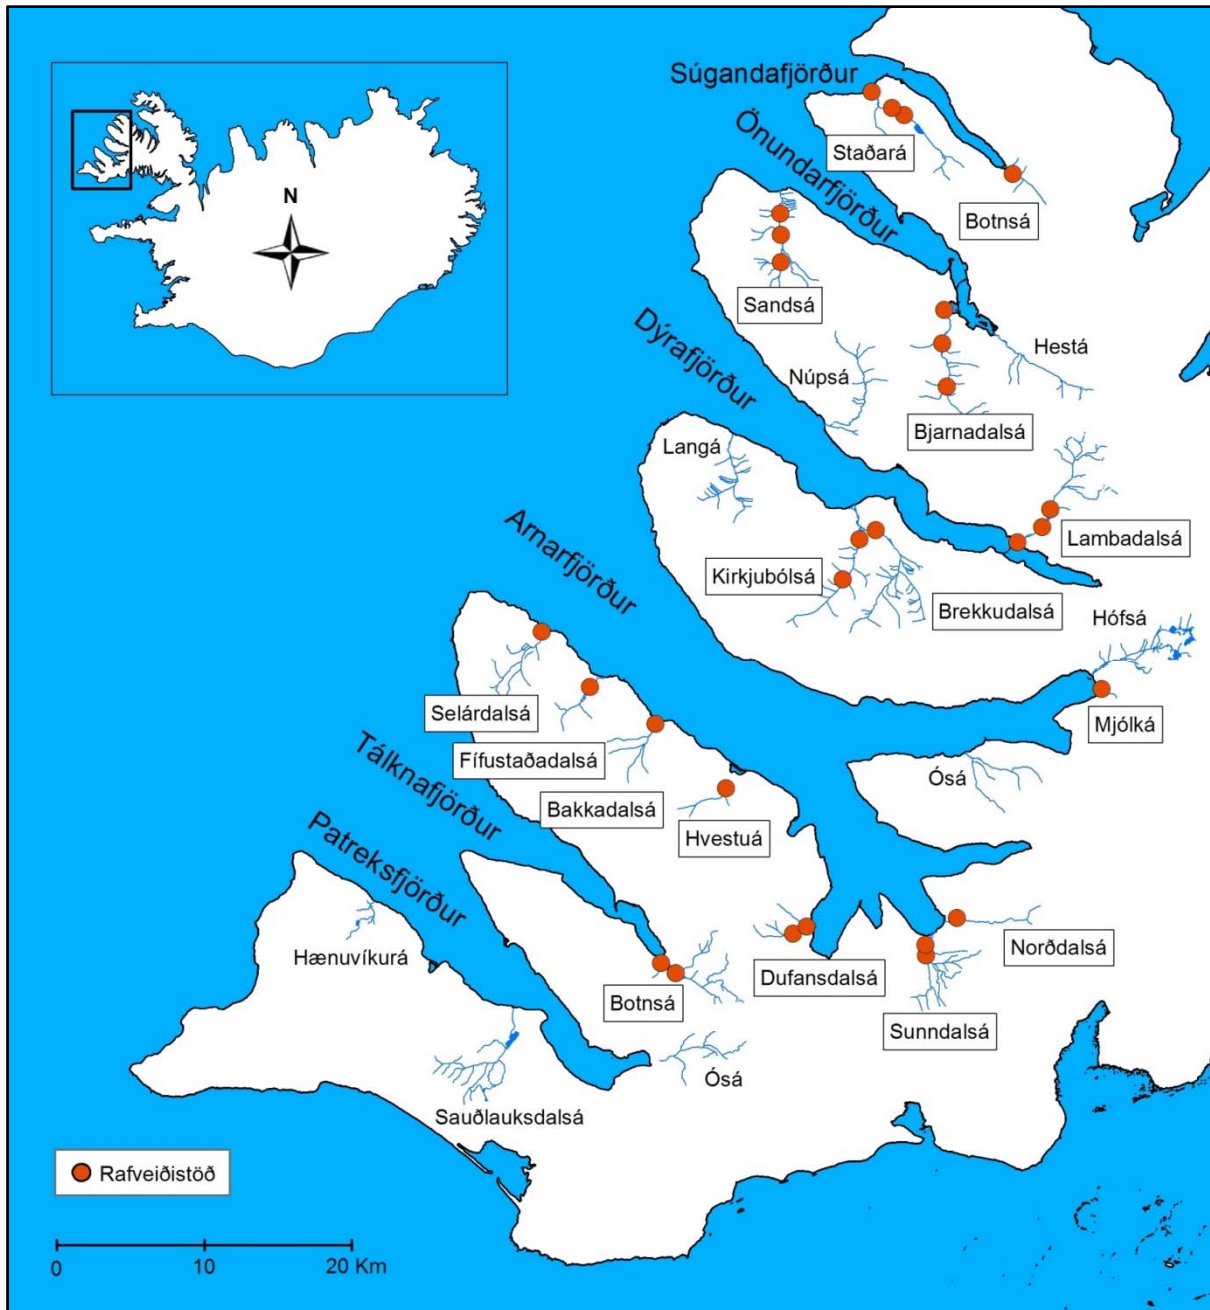 Súgandafjörður
Staðará
Önundarfjörður
Botnsá
N
Sandsá
Dýrafjörður
Hestá
Núpsá
Bjarnadalsá
Langá
Arnarfjörður
Lambadalsá
Kirkjubólsá
Brekkudalsá
Hófsá
Selárdalsá
Mjólká
Tálknafjörður
Fífustaðadalsá
Ósá
Bakkadalsá
Hvestuá
Patreksfjörður
Hænuvíkurá
Norðdalsá
Dufansdalsá
Botnsá
Sunndalsá
Ósá
Sauðlauksdalsá
Rafveiðistöð
0 10 20 Km